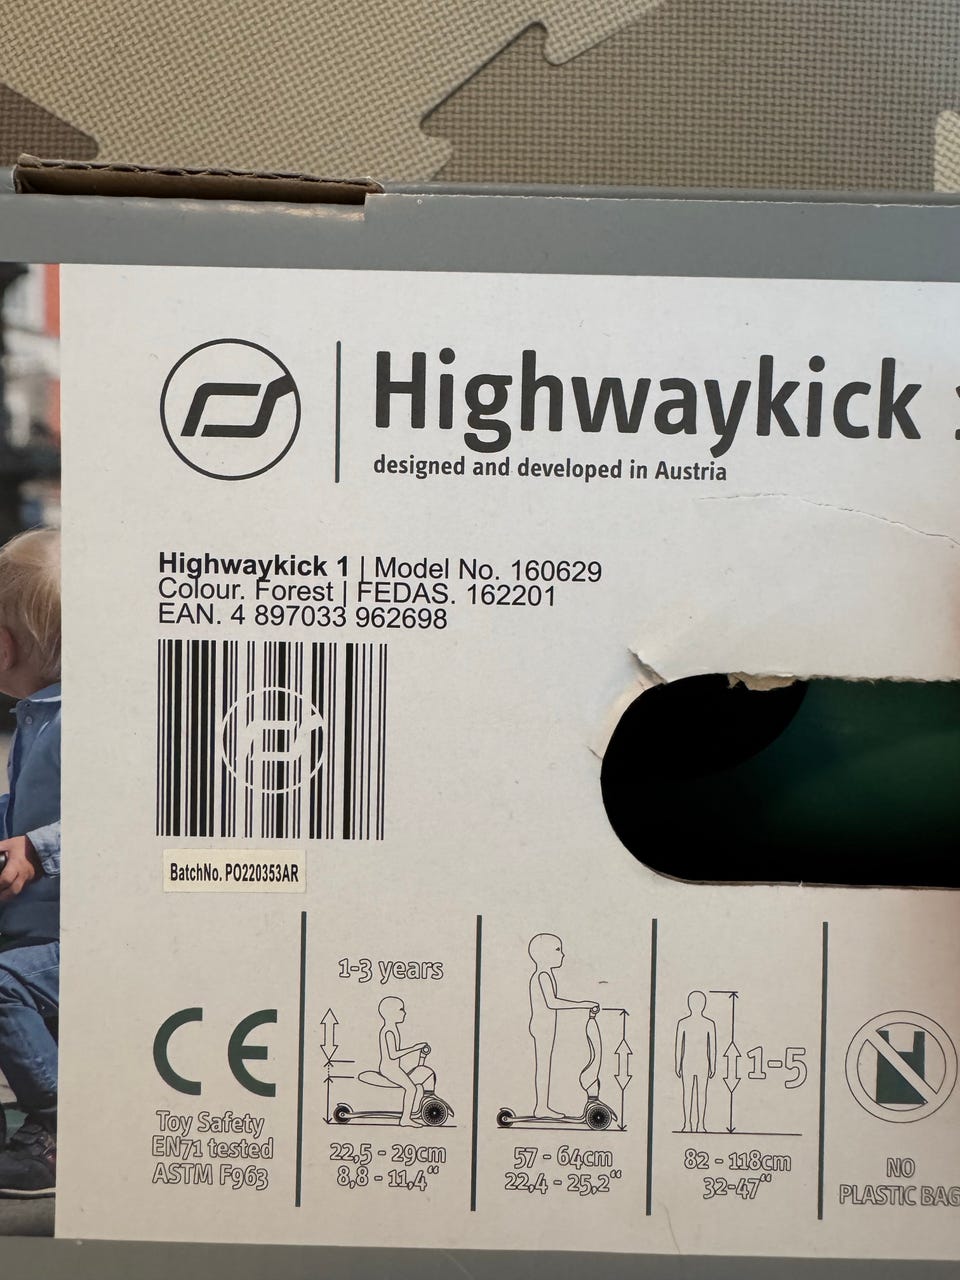 Highwaykick
designed and developed in Austria
Highwaykick 1 | Model No. 160629
Colour. Forest | FEDAS. 162201
EAN. 4 897033 962698
BatchNo. PO220353AR
CE
Toy Safety
EN71 tested
ASTM F963
1-3 years
22,5 - 29cm
8,8 - 11,4“
57 - 64cm
22,4 - 25,2“
1-5
82 - 118cm
32-47“
NO
PLASTIC BAG